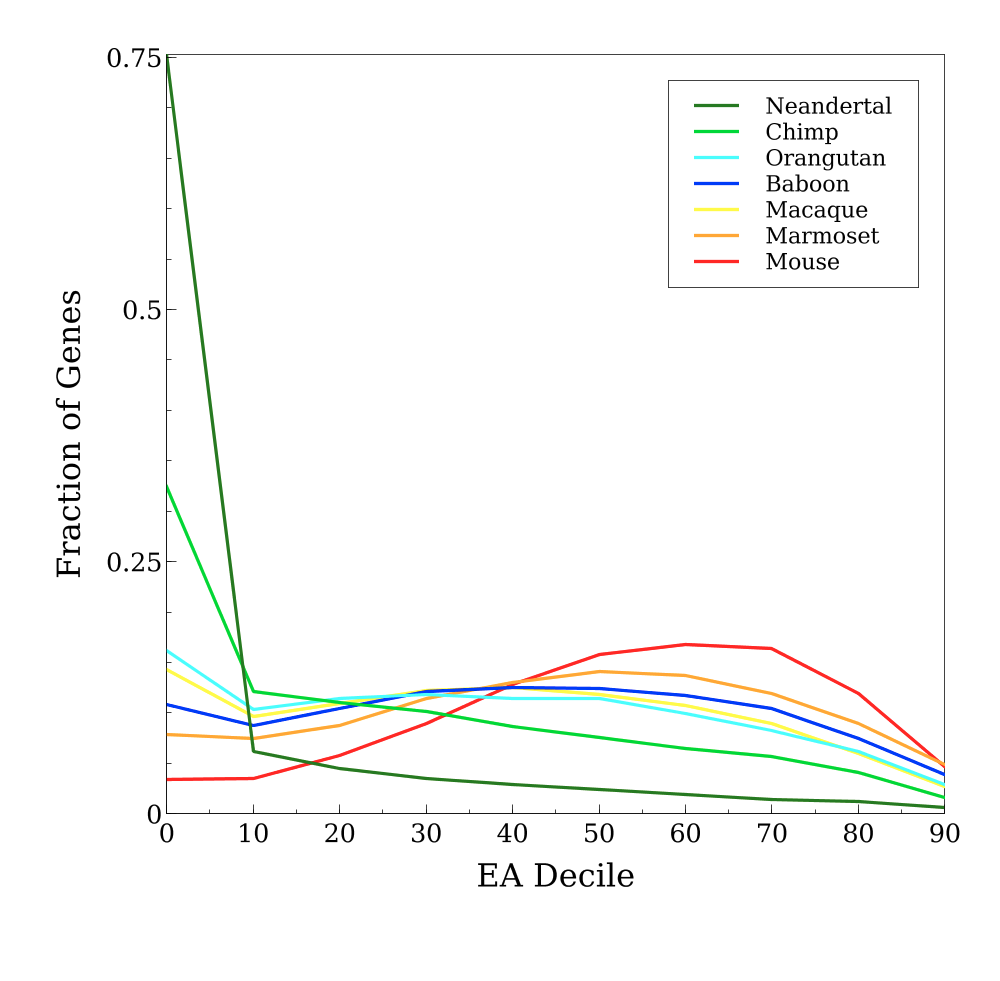 0.75
0.5
0.25
0
Fraction of Genes
Neandertal
Chimp
Orangutan
Baboon
Macaque
Marmoset
Mouse
0 10 20 30 40 50 60 70 80 90
EA Decile